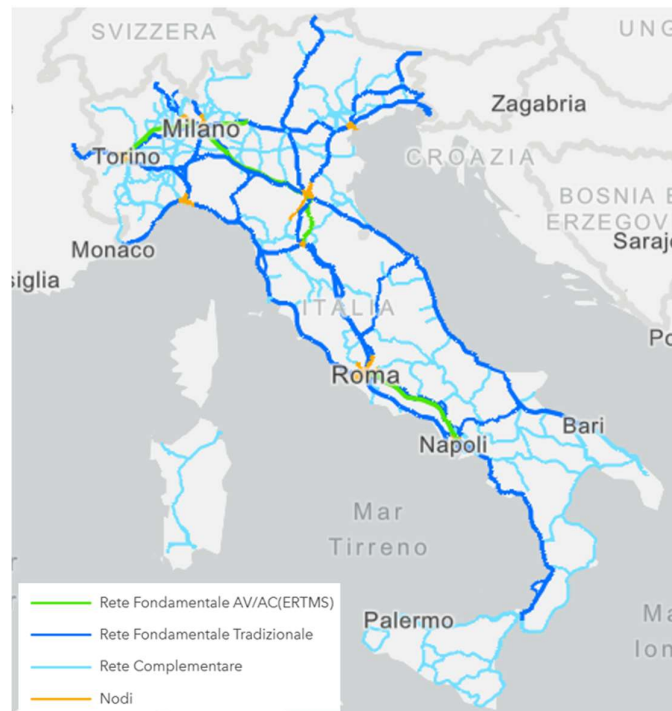 SVIZZERA
UNG
Milano
Zagabria
Torino
CROAZIA
BOSNIA E
ERZEGOV
Monaco
Saraje
siglia
ITALIA
Po
Roma
Bari
Napoli
Mar
Tirreno
Rete Fondamentale AV/AC(ERTMS)
Palermo
Ma
Ion
Rete Fondamentale Tradizionale
Rete Complementare
Nodi